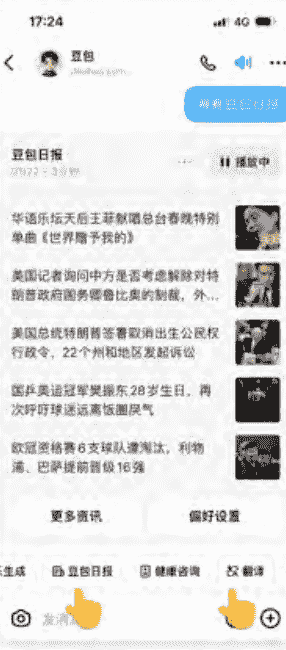 17:24
4G
豆包
豆包日报
播放中
华语乐坛天后王菲献唱总台春晚特别
单曲《世界赠予我的》
美国记者询问中方是否考虑解除对特
朗普政府国务卿鲁比奥的制裁，外...
美国总统特朗普签署取消出生公民权
行政令，22个州和地区发起诉讼
国乒奥运冠军樊振东28岁生日，再
次呼吁球迷远离饭圈戾气
欧冠资格赛6支球队遭淘汰，利物
浦、巴萨提前晋级16强
更多资讯
偏好设置
生成
豆包日报
健康咨询
翻译